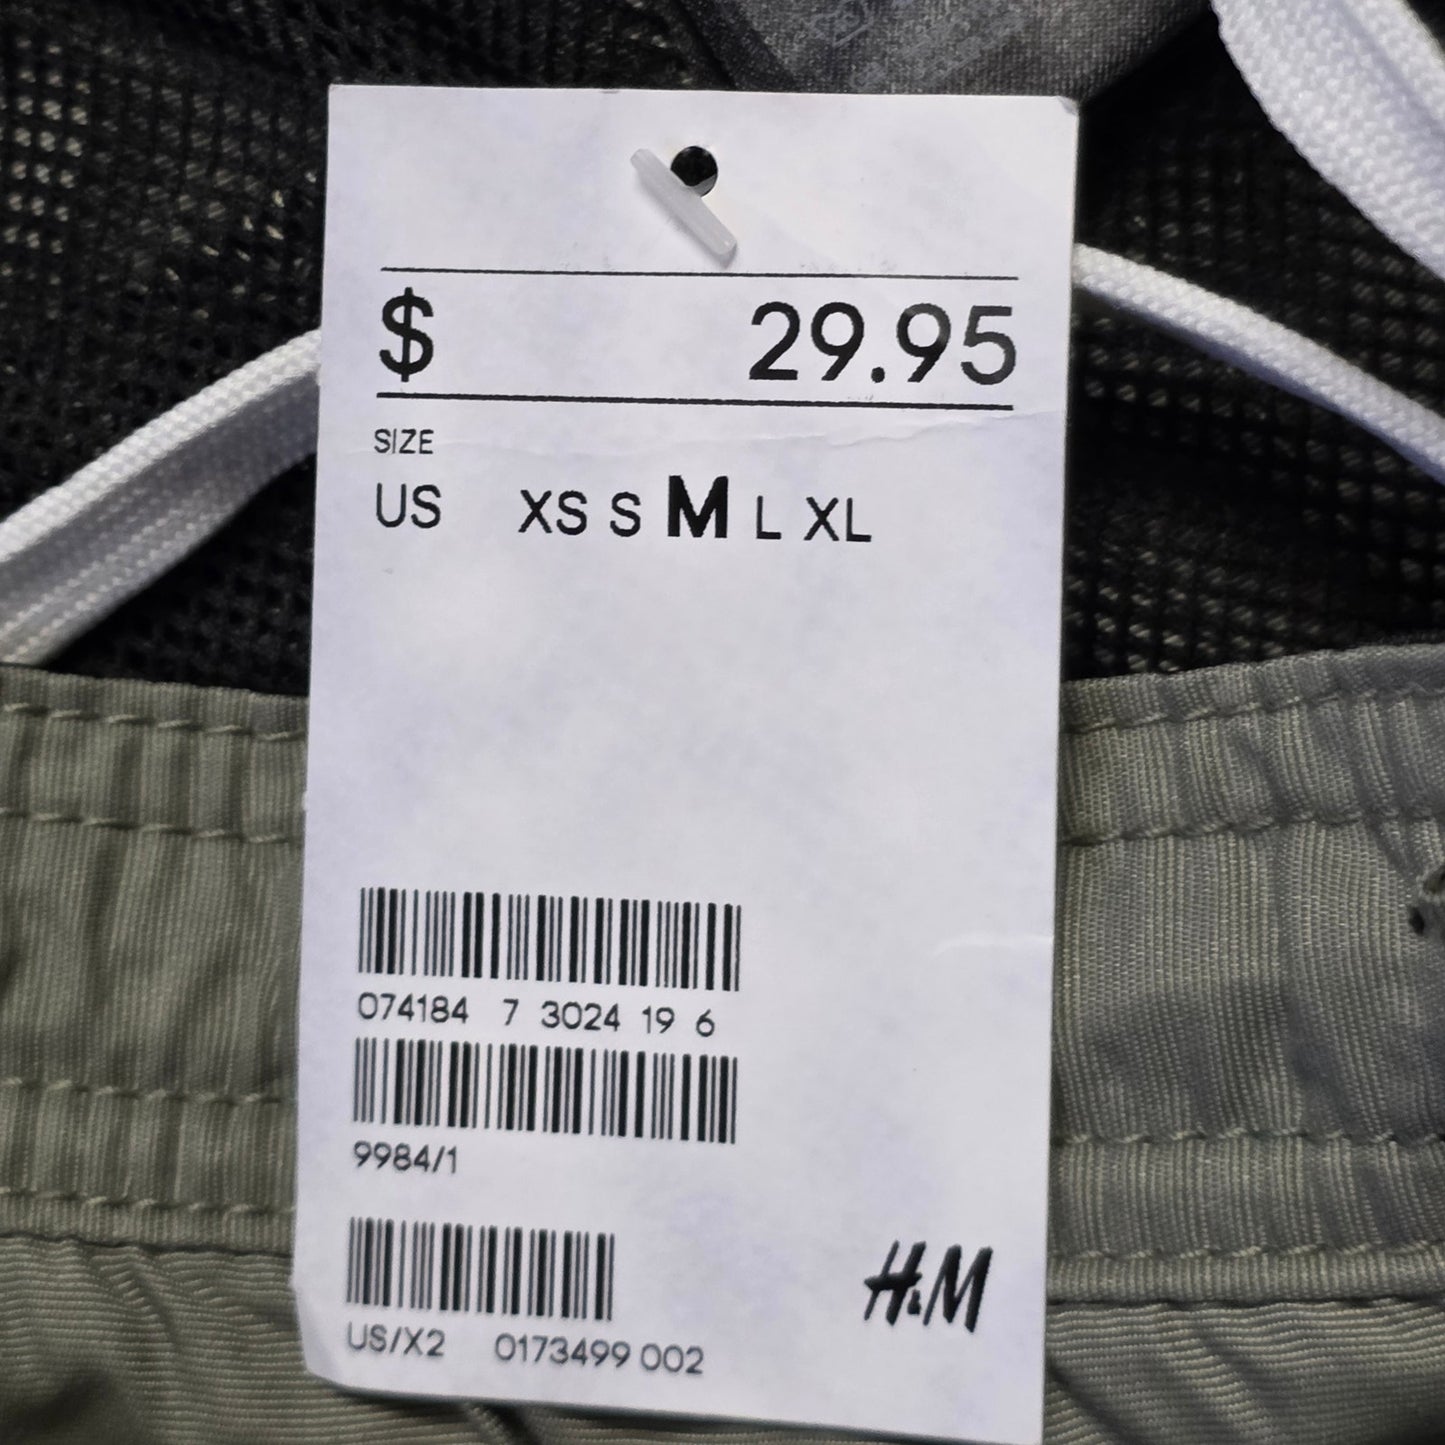 $ 29.95
SIZE
US XS S M L XL
074184 7 3024 19 6
9984/1
US/X2 0173499 002
H&M